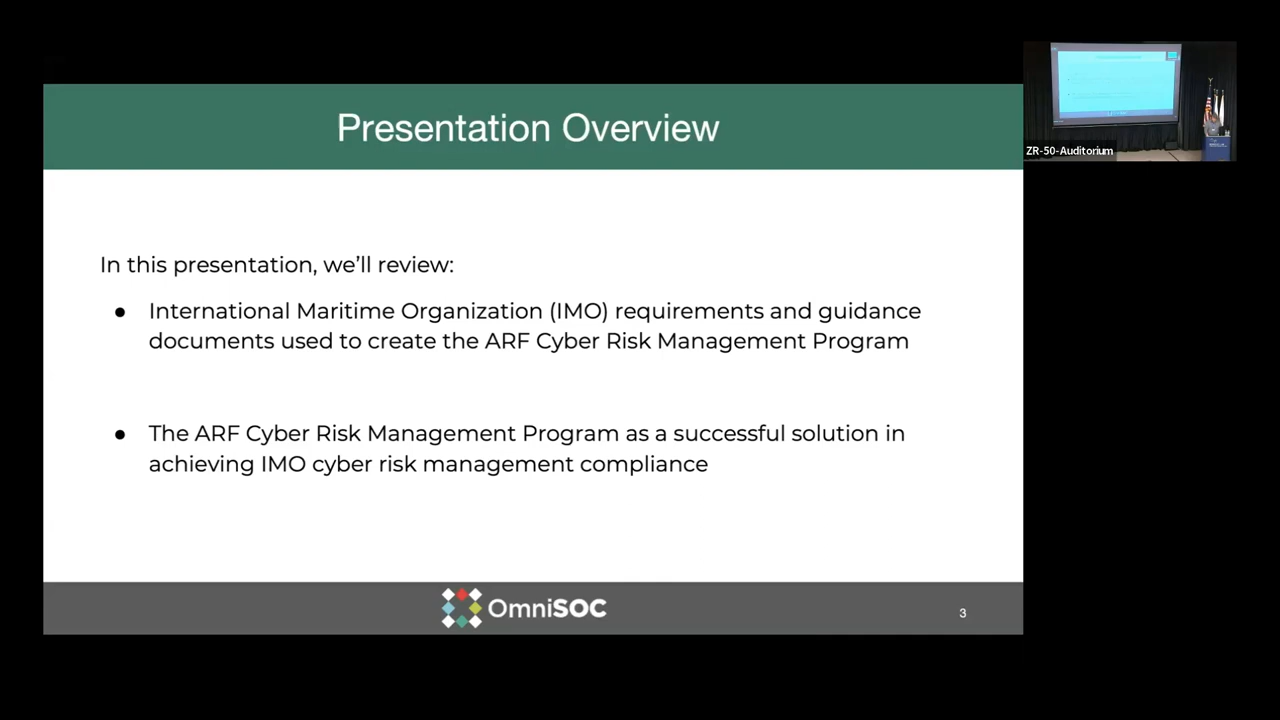 Presentation Overview
In this presentation, we'll review:
● International Maritime Organization (IMO) requirements and guidance
documents used to create the ARF Cyber Risk Management Program
● The ARF Cyber Risk Management Program as a successful solution in
achieving IMO cyber risk management compliance
OmniSOC
3
ZR-50-Auditorium